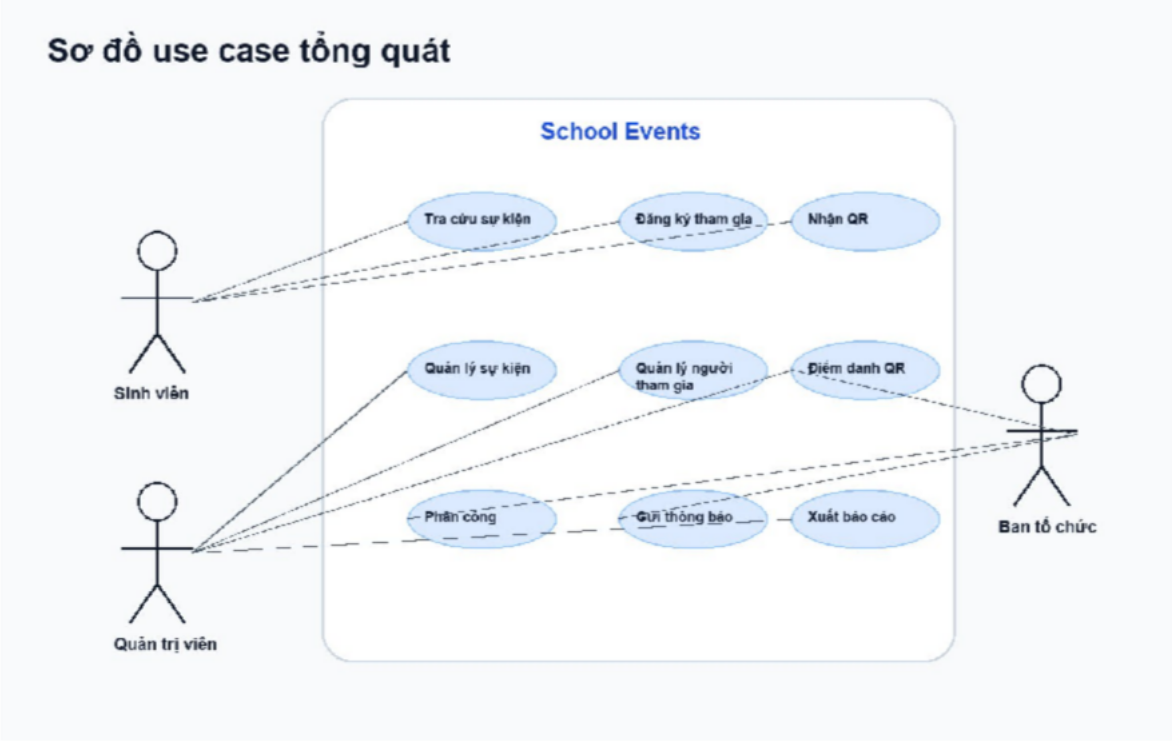 Sơ đồ use case tổng quát
School Events
Tra cứu sự kiện
Đăng ký tham gia
Nhận QR
Sinh viên
Quản lý sự kiện
Quản lý người
tham gia
Điểm danh QR
Ban tổ chức
Phân công
Gửi thông báo
Xuất báo cáo
Quản trị viên